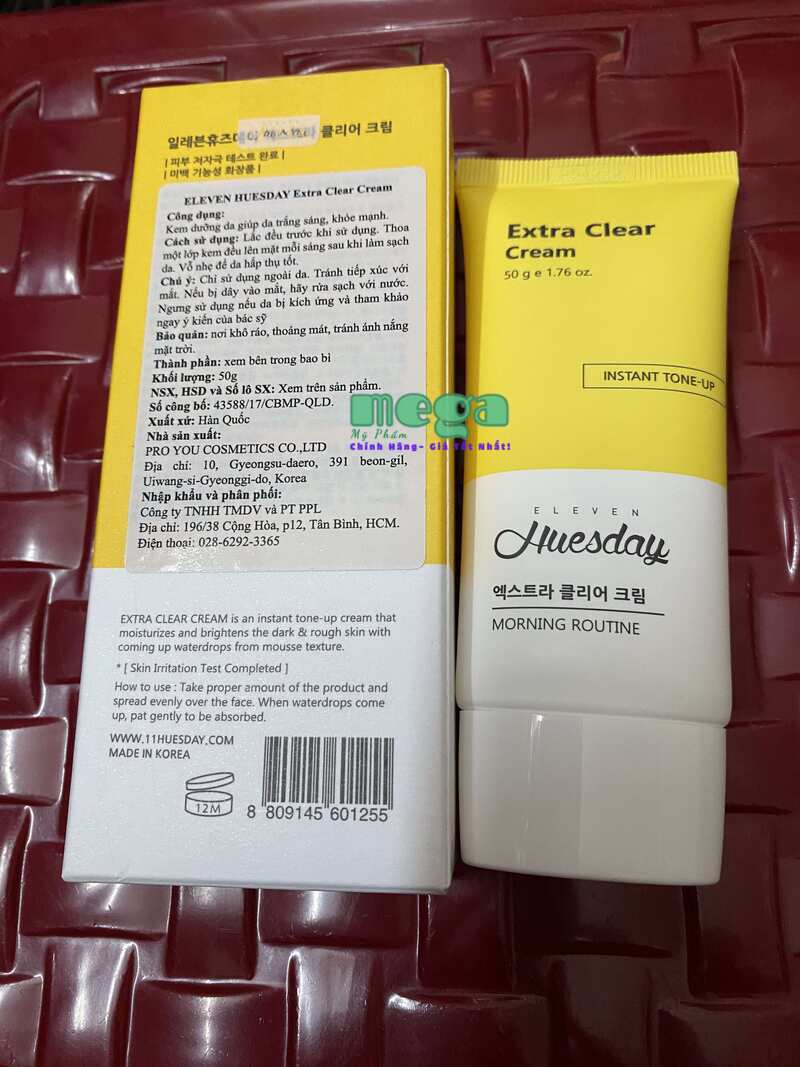 ELEVEN
일레븐휴즈데이 엑스트라 클리어 크림
| 피부 저자극 테스트 완료 |
| 미백 기능성 화장품 |
ELEVEN HUESDAY Extra Clear Cream
Công dụng:
Kem dưỡng da giúp da trắng sáng, khỏe mạnh.
Cách sử dụng: Lắc đều trước khi sử dụng. Thoa
một lớp kem đều lên mặt mỗi sáng sau khi làm sạch
da. Vỗ nhẹ để da hấp thụ tốt.
Chú ý: Chỉ sử dụng ngoài da. Tránh tiếp xúc với
mắt. Nếu bị dây vào mắt, hãy rửa sạch với nước.
Ngưng sử dụng nếu da bị kích ứng và tham khảo
ngay ý kiến của bác sỹ
Bảo quản: nơi khô ráo, thoáng mát, tránh ánh nắng
mặt trời.
Thành phần: xem bên trong bao bì
Khối lượng: 50g
NSX, HSD và Số lô SX: Xem trên sản phẩm.
Số công bố: 43588/17/CBMP-QLD.
Xuất xứ: Hàn Quốc
Nhà sản xuất:
PRO YOU COSMETICS CO.,LTD
Địa chỉ: 10, Gyeongsu-daero, 391 beon-gil,
Uiwang-si-Gyeonggi-do, Korea
Nhập khẩu và phân phối:
Công ty TNHH TMDV và PT PPL
Địa chỉ: 196/38 Cộng Hòa, p12, Tân Bình, HCM.
Điện thoại: 028-6292-3365
EXTRA CLEAR CREAM is an instant tone-up cream that
moisturizes and brightens the dark & rough skin with
coming up waterdrops from mousse texture.
* [ Skin Irritation Test Completed ]
How to use : Take proper amount of the product and
spread evenly over the face. When waterdrops come
up, pat gently to be absorbed.
WWW.11HUESDAY.COM
MADE IN KOREA
12M
8 809145 601255
mega
Mỹ Phẩm
Chính Hãng- Giá Tốt Nhất!
Extra Clear
Cream
50 g e 1.76 oz.
INSTANT TONE-UP
ELEVEN
Huesday
엑스트라 클리어 크림
MORNING ROUTINE